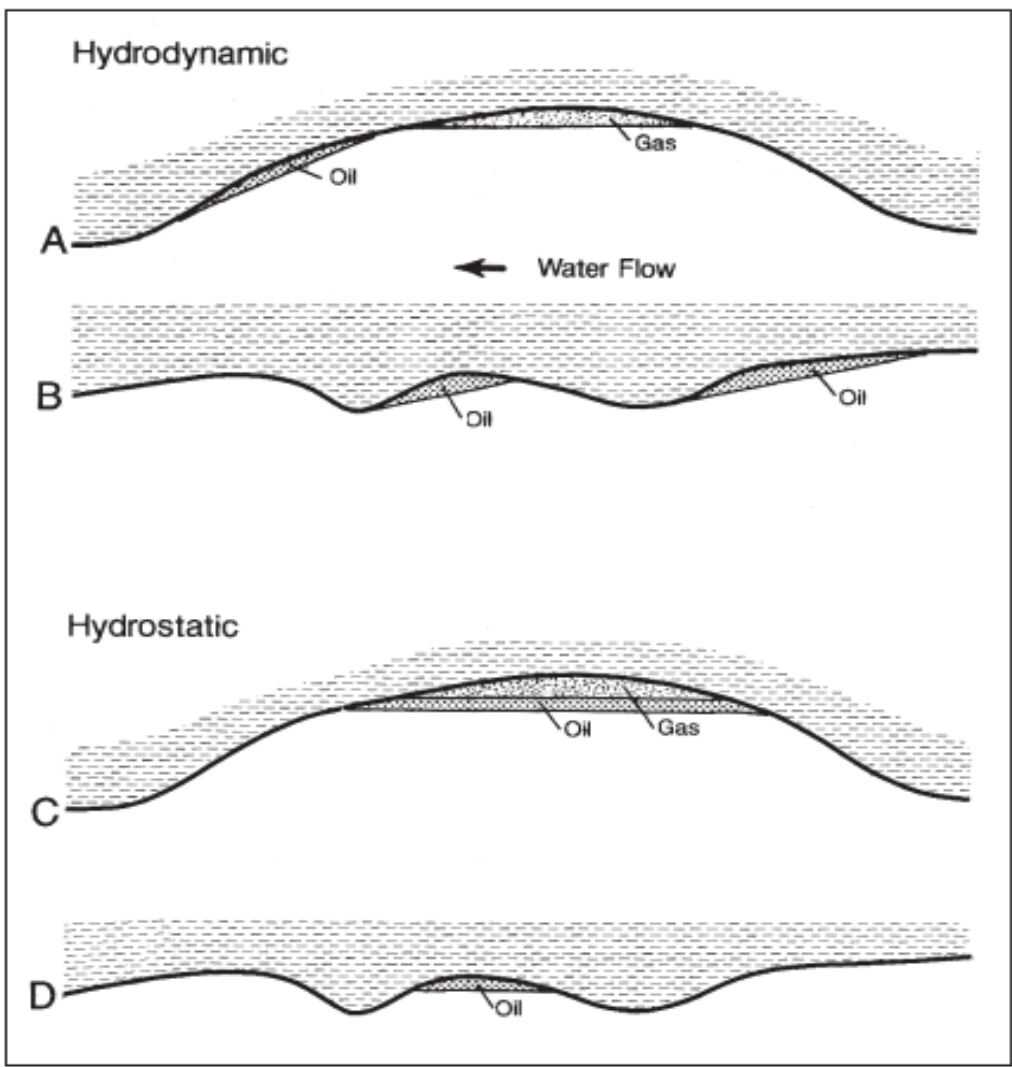 Hydrodynamic
Gas
Oil
A
Water Flow
B
Oil
Oil
Hydrostatic
Oil
Gas
C
D
Oil